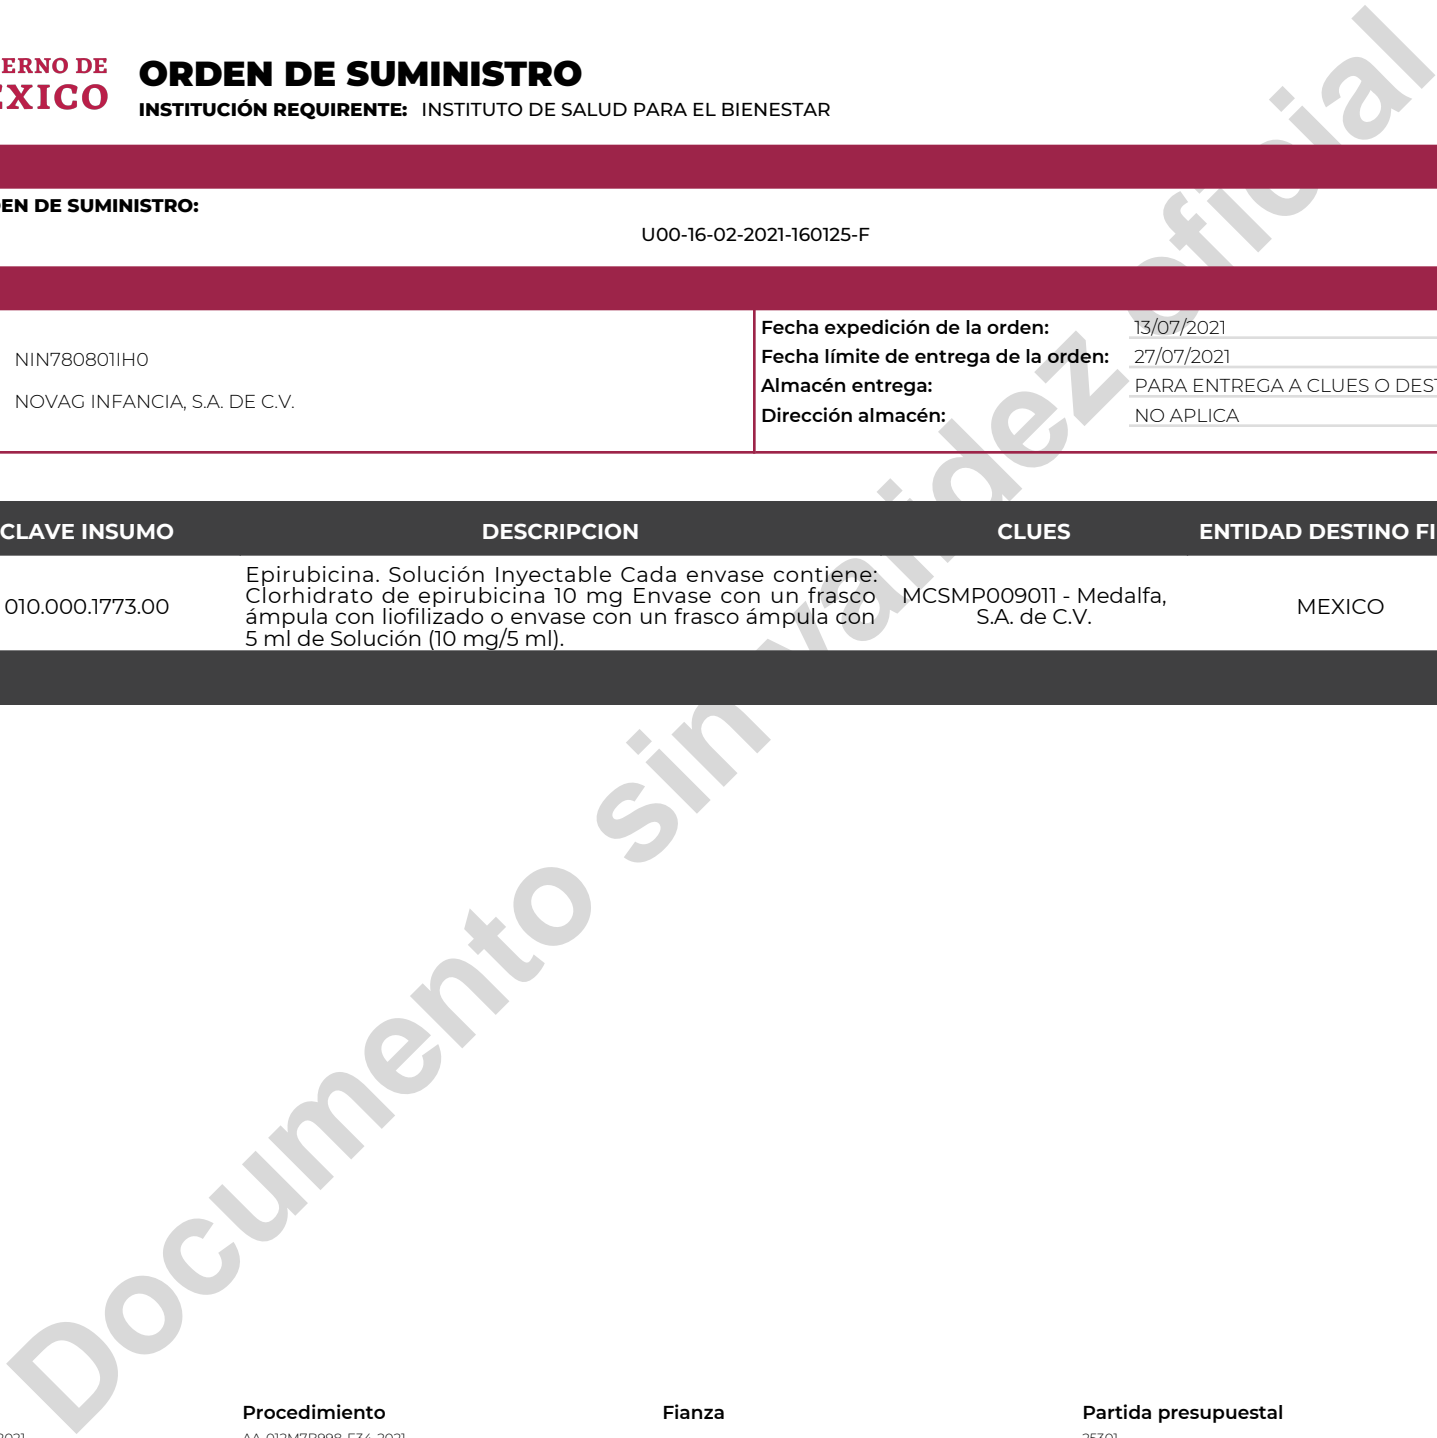 ERNO DE
EXICO
ORDEN DE SUMINISTRO
INSTITUCIÓN REQUIRENTE: INSTITUTO DE SALUD PARA EL BIENESTAR
EN DE SUMINISTRO:
U00-16-02-2021-160125-F
NIN780801IH0
NOVAG INFANCIA, S.A. DE C.V.
Fecha expedición de la orden: 13/07/2021
Fecha límite de entrega de la orden: 27/07/2021
Almacén entrega: PARA ENTREGA A CLUES O DEST
Dirección almacén: NO APLICA
CLAVE INSUMO DESCRIPCION CLUES ENTIDAD DESTINO FI
010.000.1773.00
Epirubicina. Solución Inyectable Cada envase contiene:
Clorhidrato de epirubicina 10 mg Envase con un frasco
ámpula con liofilizado o envase con un frasco ámpula con
5 ml de Solución (10 mg/5 ml).
MCSMP009011 - Medalfa,
S.A. de C.V.
MEXICO
Documento sin validez oficial
Procedimiento Fianza Partida presupuestal